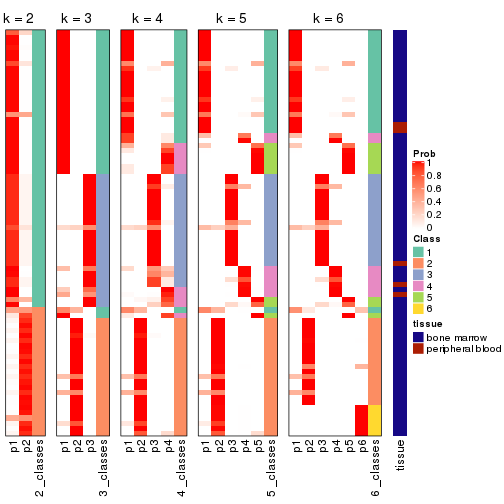 k = 2 k = 3 k = 4 k = 5 k = 6
Prob
1
0.8
0.6
0.4
0.2
0
Class
1
2
3
4
5
6
tissue
bone marrow
peripheral blood
p1 p2 2_classes p1 p2 p3 3_classes p1 p2 p3 p4 4_classes p1 p2 p3 p4 p5 5_classes p1 p2 p3 p4 p5 p6 6_classes tissue